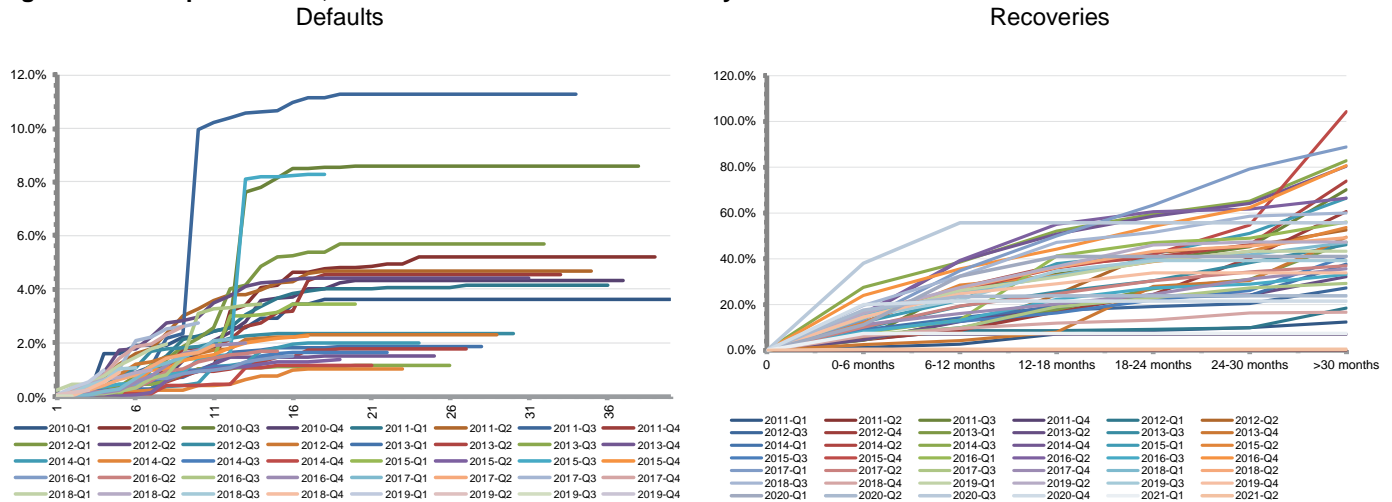 Defaults
Recoveries
12.0%
10.0%
8.0%
6.0%
4.0%
2.0%
0.0%
1
6
11
16
21
26
31
36
2010-Q1 2010-Q2 2010-Q3 2010-Q4 2011-Q1 2011-Q2 2011-Q3 2011-Q4
2012-Q1 2012-Q2 2012-Q3 2012-Q4 2013-Q1 2013-Q2 2013-Q3 2013-Q4
2014-Q1 2014-Q2 2014-Q3 2014-Q4 2015-Q1 2015-Q2 2015-Q3 2015-Q4
2016-Q1 2016-Q2 2016-Q3 2016-Q4 2017-Q1 2017-Q2 2017-Q3 2017-Q4
2018-Q1 2018-Q2 2018-Q3 2018-Q4 2019-Q1 2019-Q2 2019-Q3 2019-Q4
120.0%
100.0%
80.0%
60.0%
40.0%
20.0%
0.0%
0 0-6 months 6-12 months 12-18 months 18-24 months 24-30 months >30 months
2011-Q1 2011-Q2 2011-Q3 2011-Q4 2012-Q1 2012-Q2
2012-Q3 2012-Q4 2013-Q1 2013-Q2 2013-Q3 2013-Q4
2014-Q1 2014-Q2 2014-Q3 2014-Q4 2015-Q1 2015-Q2
2015-Q3 2015-Q4 2016-Q1 2016-Q2 2016-Q3 2016-Q4
2017-Q1 2017-Q2 2017-Q3 2017-Q4 2018-Q1 2018-Q2
2018-Q3 2018-Q4 2019-Q1 2019-Q2 2019-Q3 2019-Q4
2020-Q1 2020-Q2 2020-Q3 2020-Q4 2021-Q1 2021-Q2